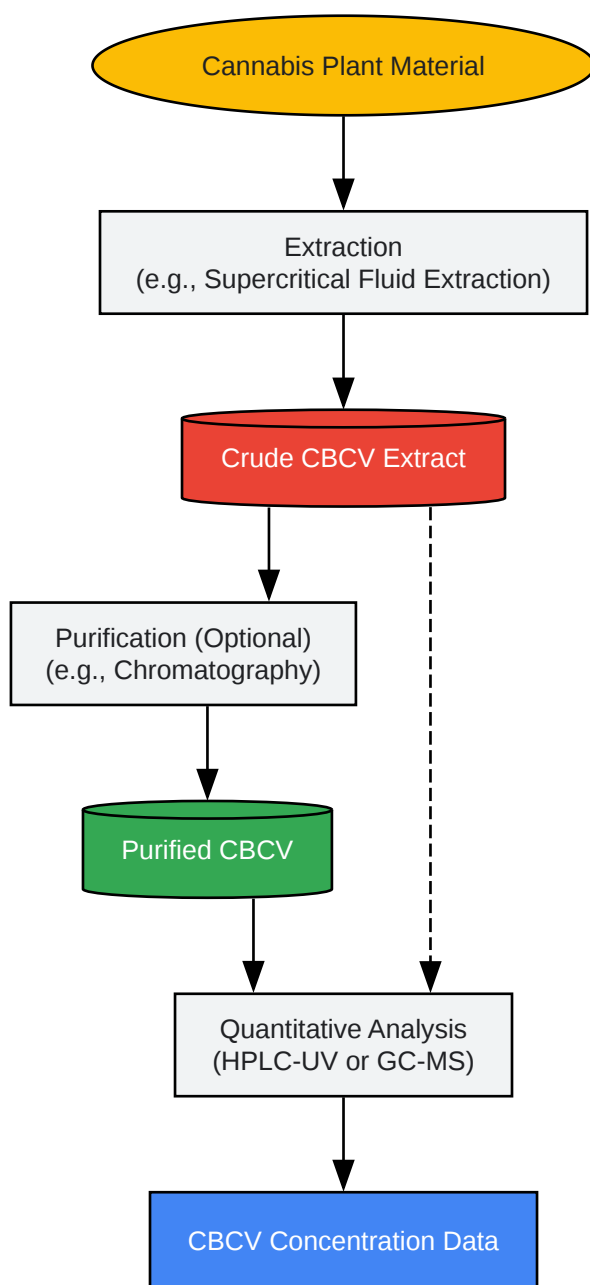 Cannabis Plant Material
Extraction
(e.g., Supercritical Fluid Extraction)
Crude CBCV Extract
Purification (Optional)
(e.g., Chromatography)
Purified CBCV
Quantitative Analysis
(HPLC-UV or GC-MS)
CBCV Concentration Data